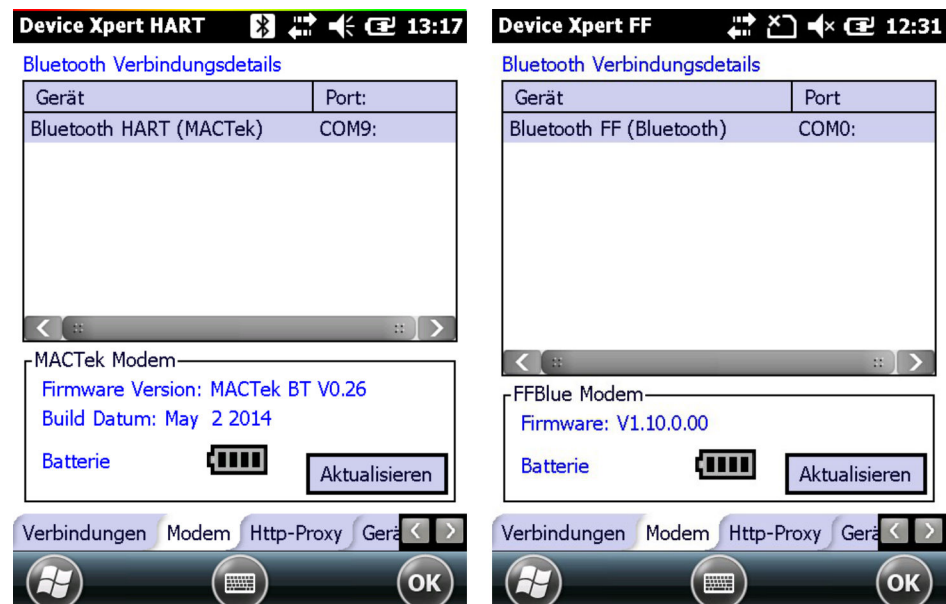 Device Xpert HART 13:17
Bluetooth Verbindungsdetails
Gerät Port:
Bluetooth HART (MACTek) COM9:
MACTek Modem
Firmware Version: MACTek BT V0.26
Build Datum: May 2 2014
Batterie
Aktualisieren
Verbindungen Modem Http-Proxy Gerä
OK
Device Xpert FF 12:31
Bluetooth Verbindungsdetails
Gerät Port
Bluetooth FF (Bluetooth) COM0:
FFBlue Modem
Firmware: V1.10.0.00
Batterie
Aktualisieren
Verbindungen Modem Http-Proxy Gerä
OK